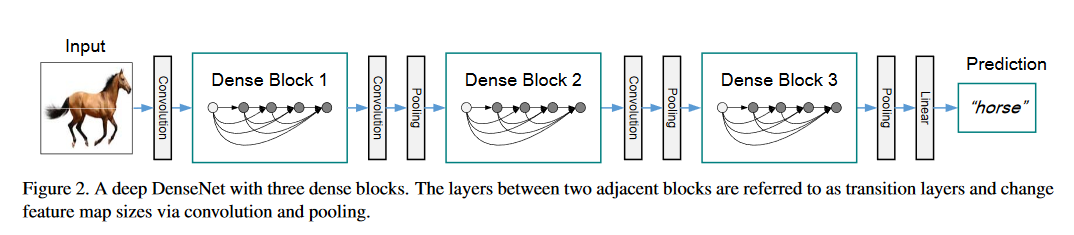 Input
Convolution
Dense Block 1
Convolution
Pooling
Dense Block 2
Convolution
Pooling
Dense Block 3
Pooling
Linear
Prediction
“horse”
Figure 2. A deep DenseNet with three dense blocks. The layers between two adjacent blocks are referred to as transition layers and change
feature map sizes via convolution and pooling.